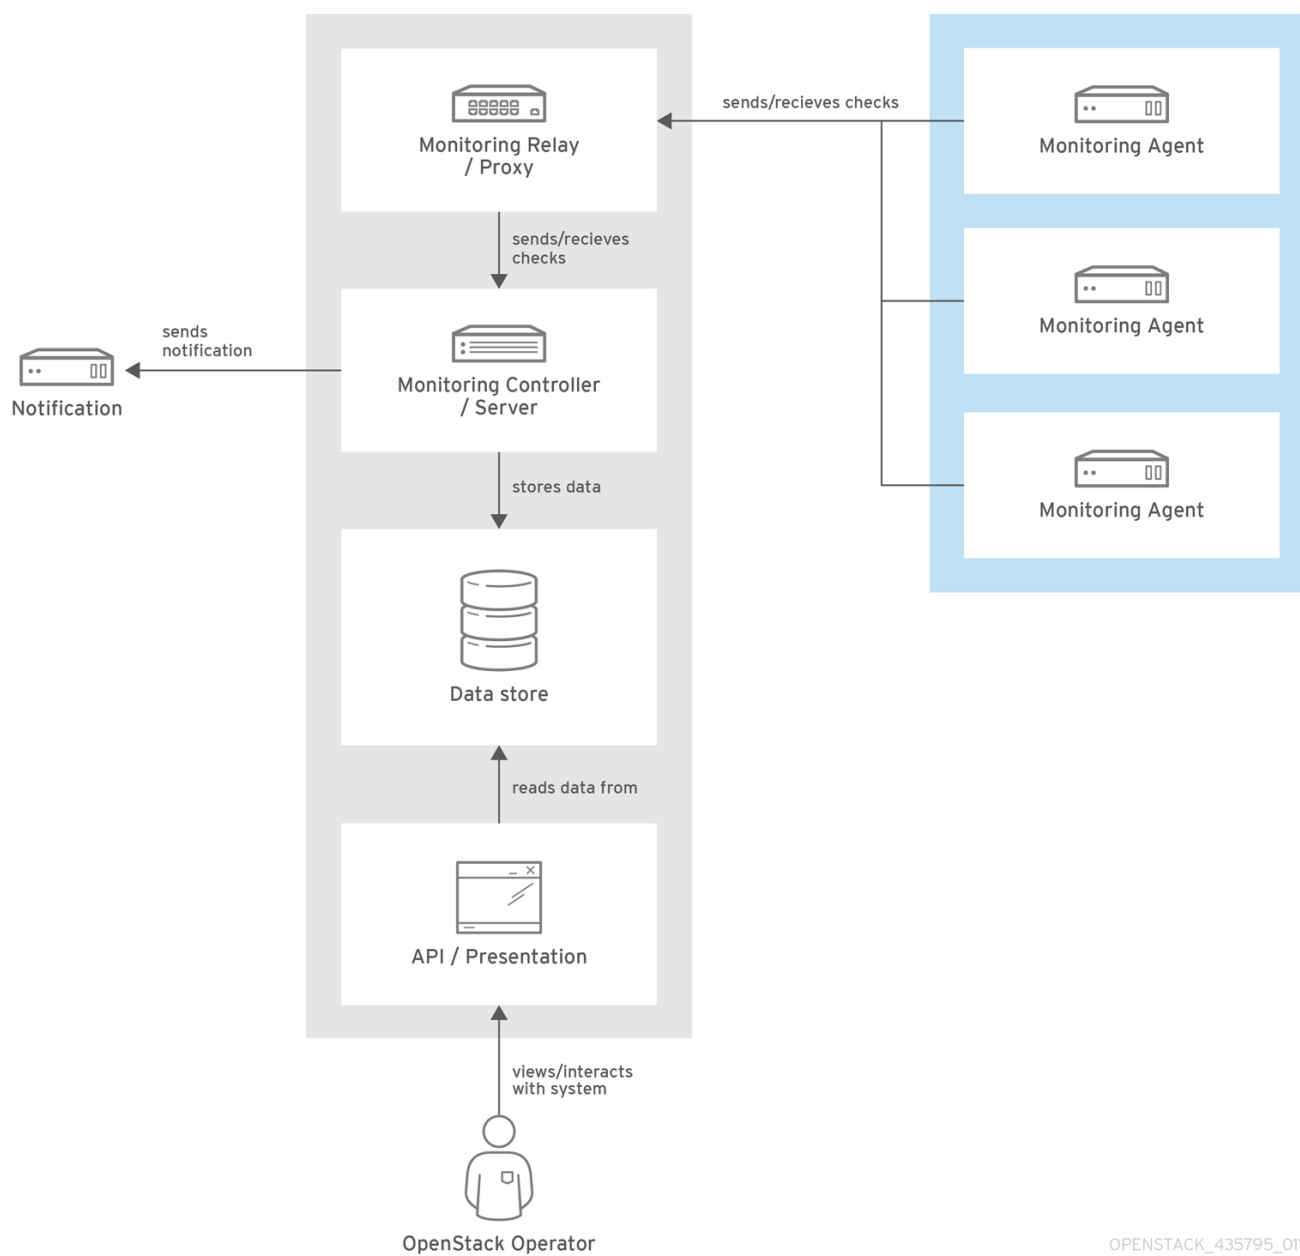 Monitoring Relay
/ Proxy
sends/recieves checks
Monitoring Agent
sends/recieves
checks
Monitoring Agent
sends
notification
Notification
Monitoring Controller
/ Server
stores data
Monitoring Agent
Data store
reads data from
API / Presentation
views/interacts
with system
OpenStack Operator
OPENSTACK_435795_01